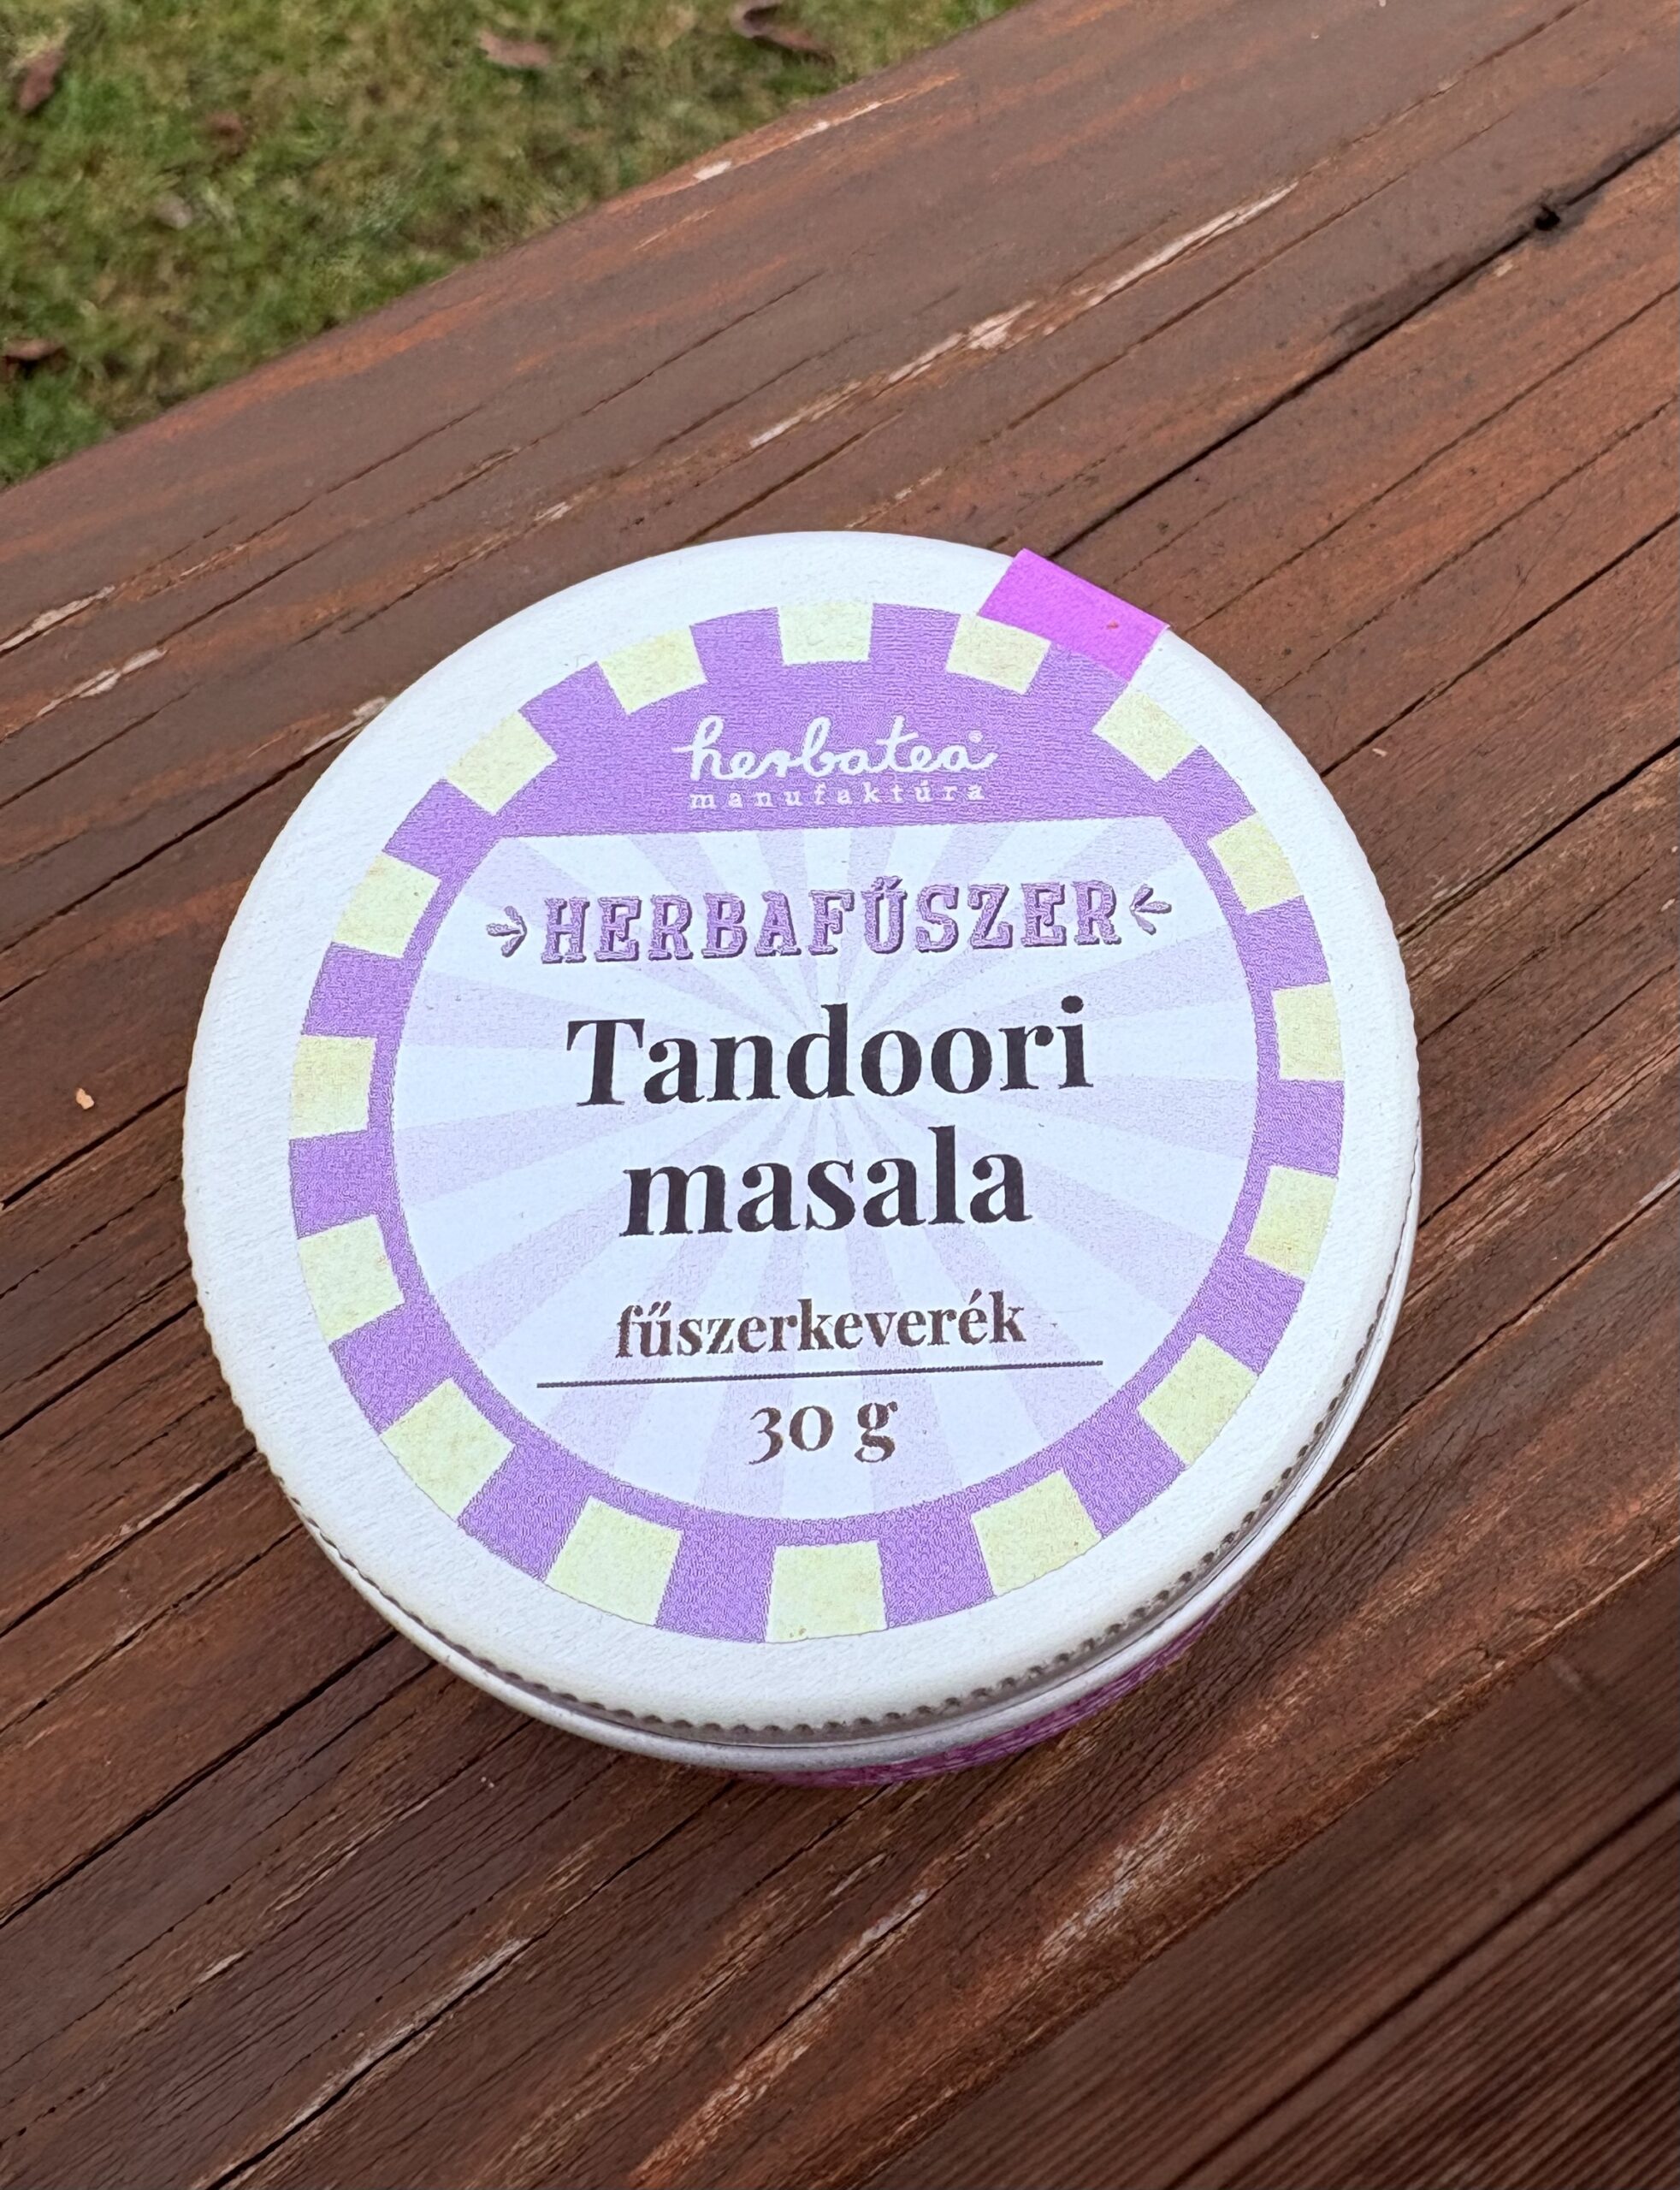 herbatea®
manufaktúra
HERBAFŰSZER
Tandoori
masala
fűszerkeverék
30 g